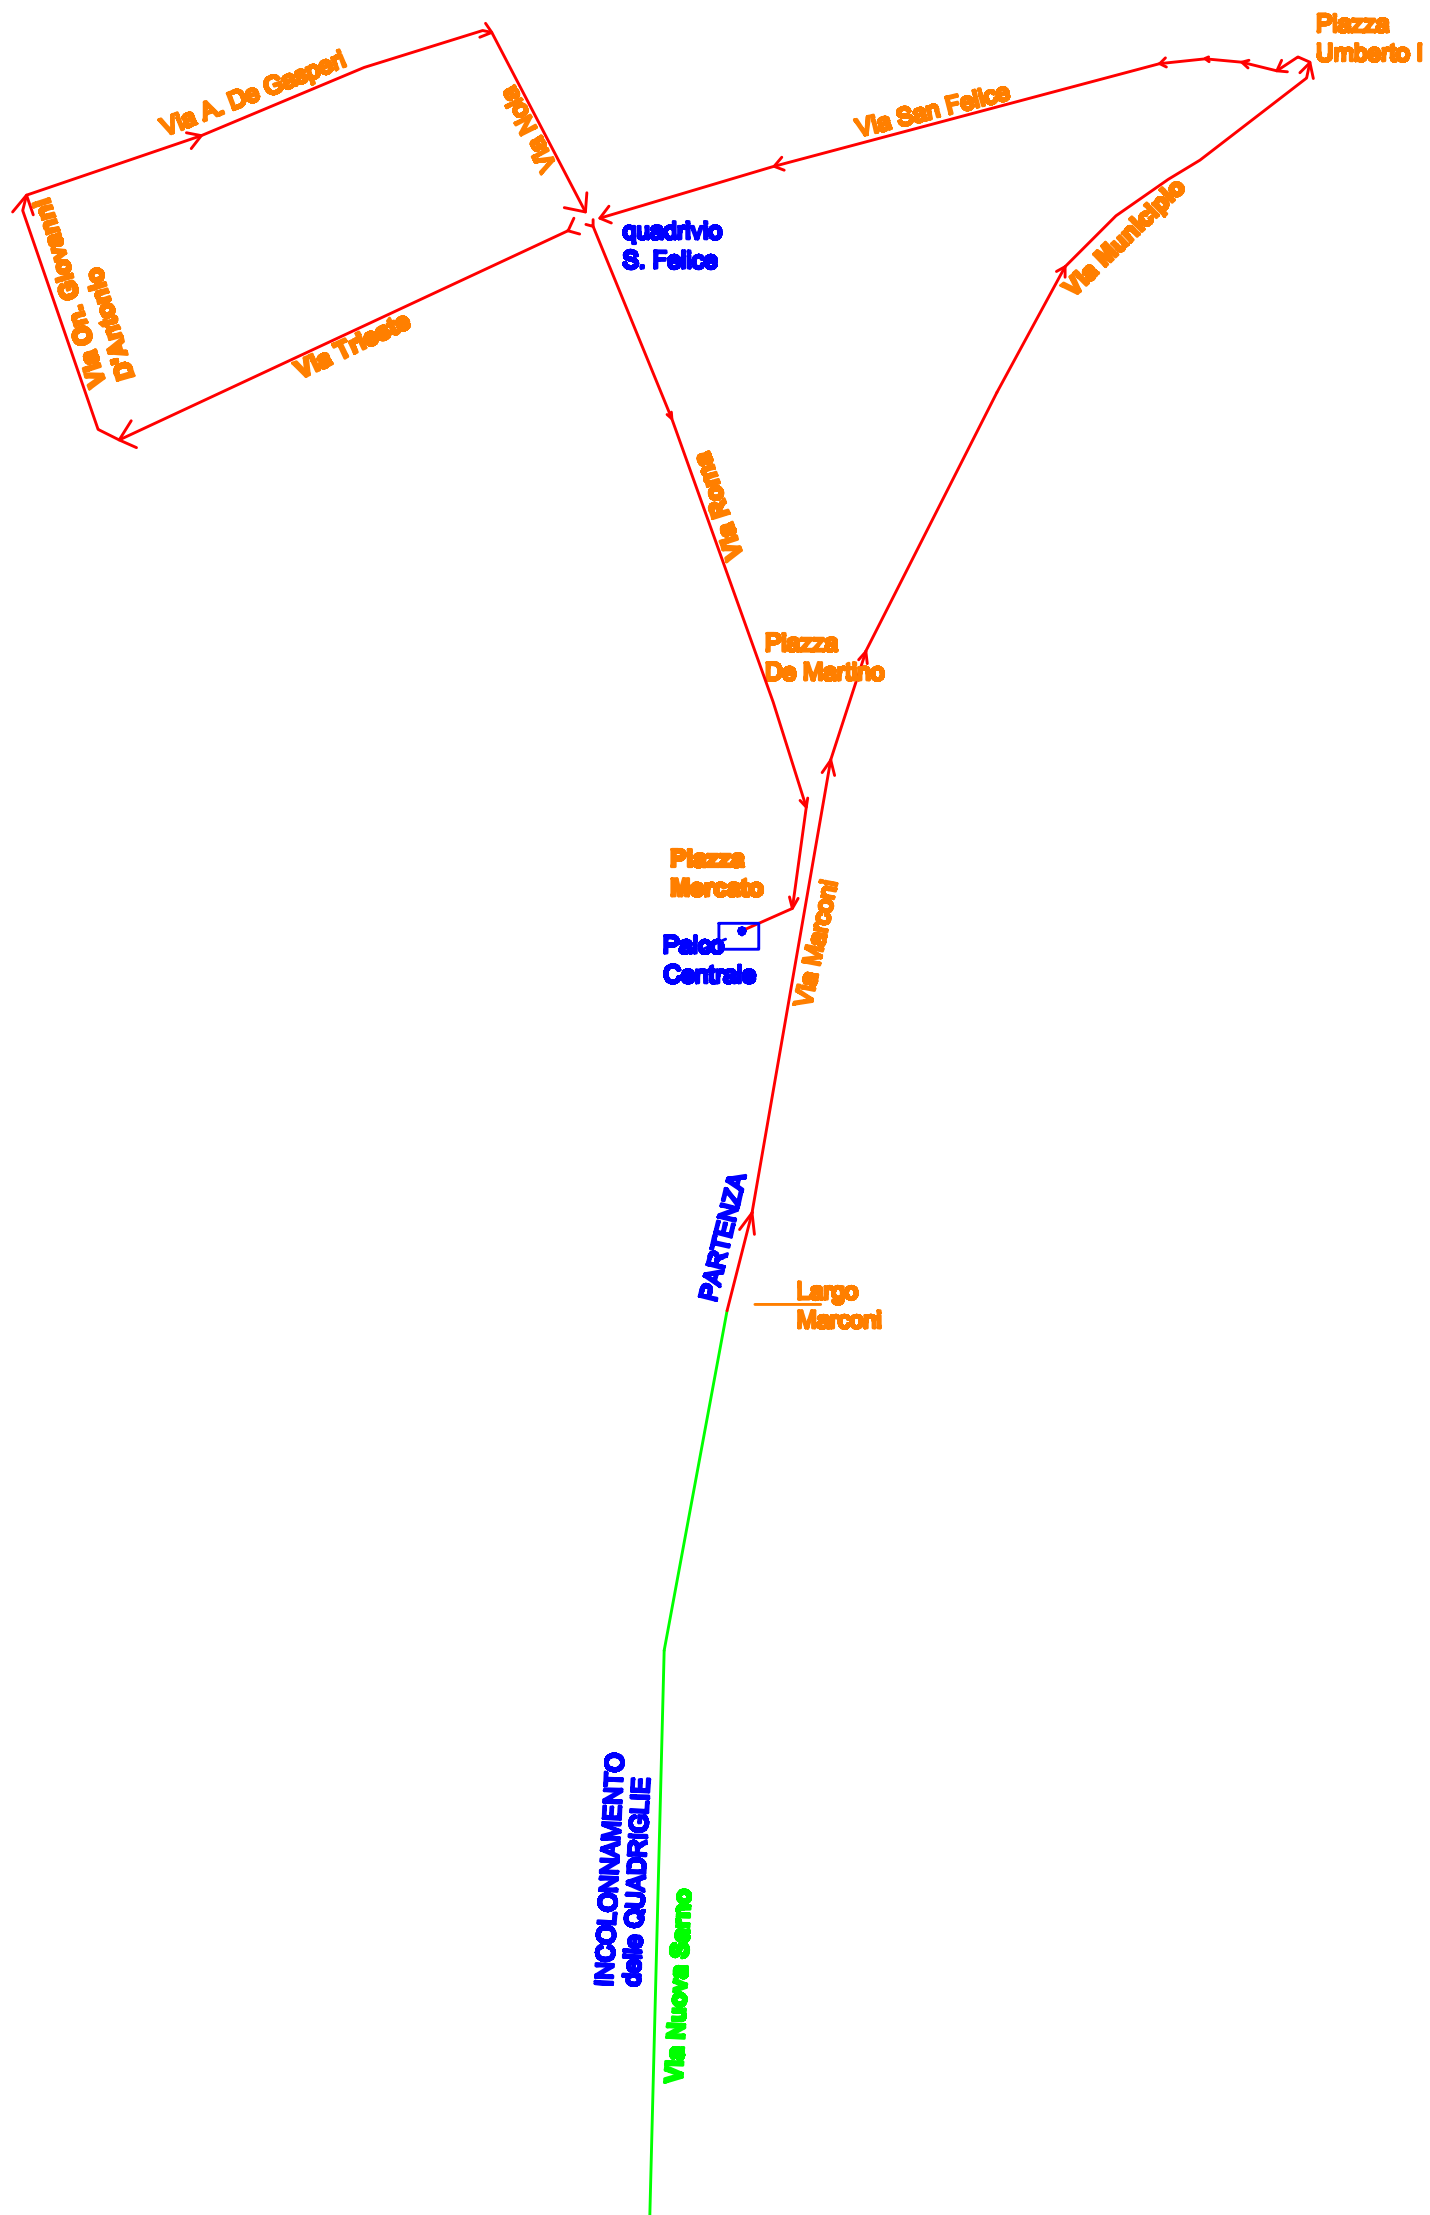 Piazza
Umberto I
Via A. De Gasperi
Via Nola
Via San Felice
Via On. Giovanni
D'Antonio
quadrivio
S. Felice
Via Municipio
Via Trieste
Via Roma
Piazza
De Martino
Piazza
Mercato
Via Marconi
Palco
Centrale
PARTENZA
Largo
Marconi
INCOLONNAMENTO
delle QUADRIGLIE
Via Nuova Sarno